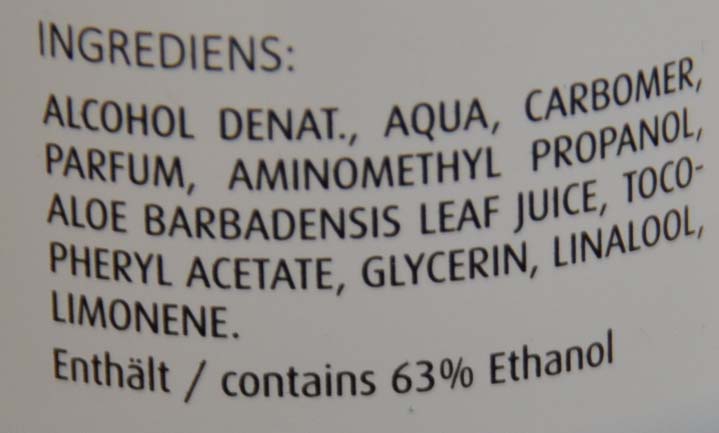 INGREDIENS:
ALCOHOL DENAT., AQUA, CARBOMER,
PARFUM, AMINOMETHYL PROPANOL,
ALOE BARBADENSIS LEAF JUICE, TOCO-
PHERYL ACETATE, GLYCERIN, LINALOOL,
LIMONENE.
Enthält / contains 63% Ethanol